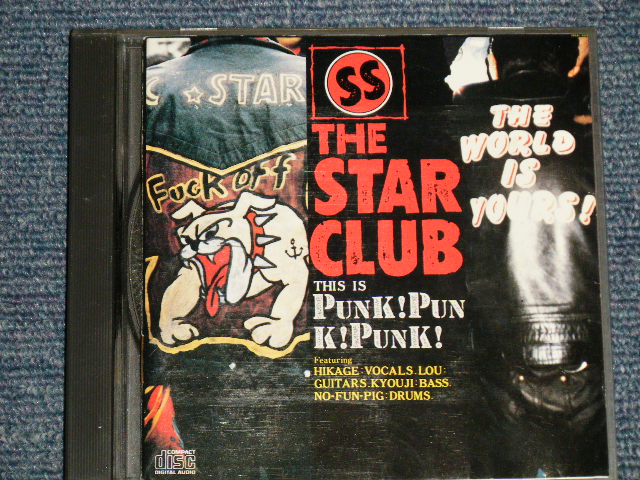 C ★ STAR
Fuck off
SS
THE
STAR
CLUB
THIS IS
PUNK!PUN
K!PUNK!
Featuring
HIKAGE:VOCALS. LOU:
GUITARS. KYOUJI:BASS.
NO-FUN-PIG:DRUMS.
THE
WORLD
IS
YOURS!
COMPACT
disc
DIGITAL AUDIO